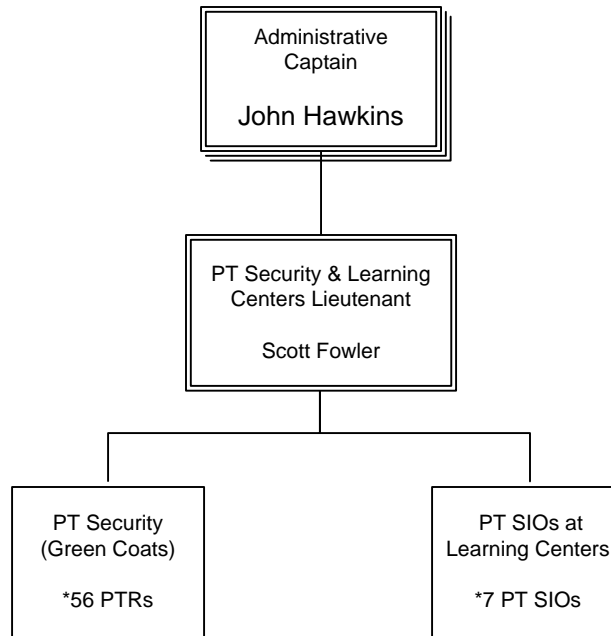 Administrative
Captain
John Hawkins
PT Security & Learning
Centers Lieutenant
Scott Fowler
PT Security
(Green Coats)
*56 PTRs
PT SIOs at
Learning Centers
*7 PT SIOs